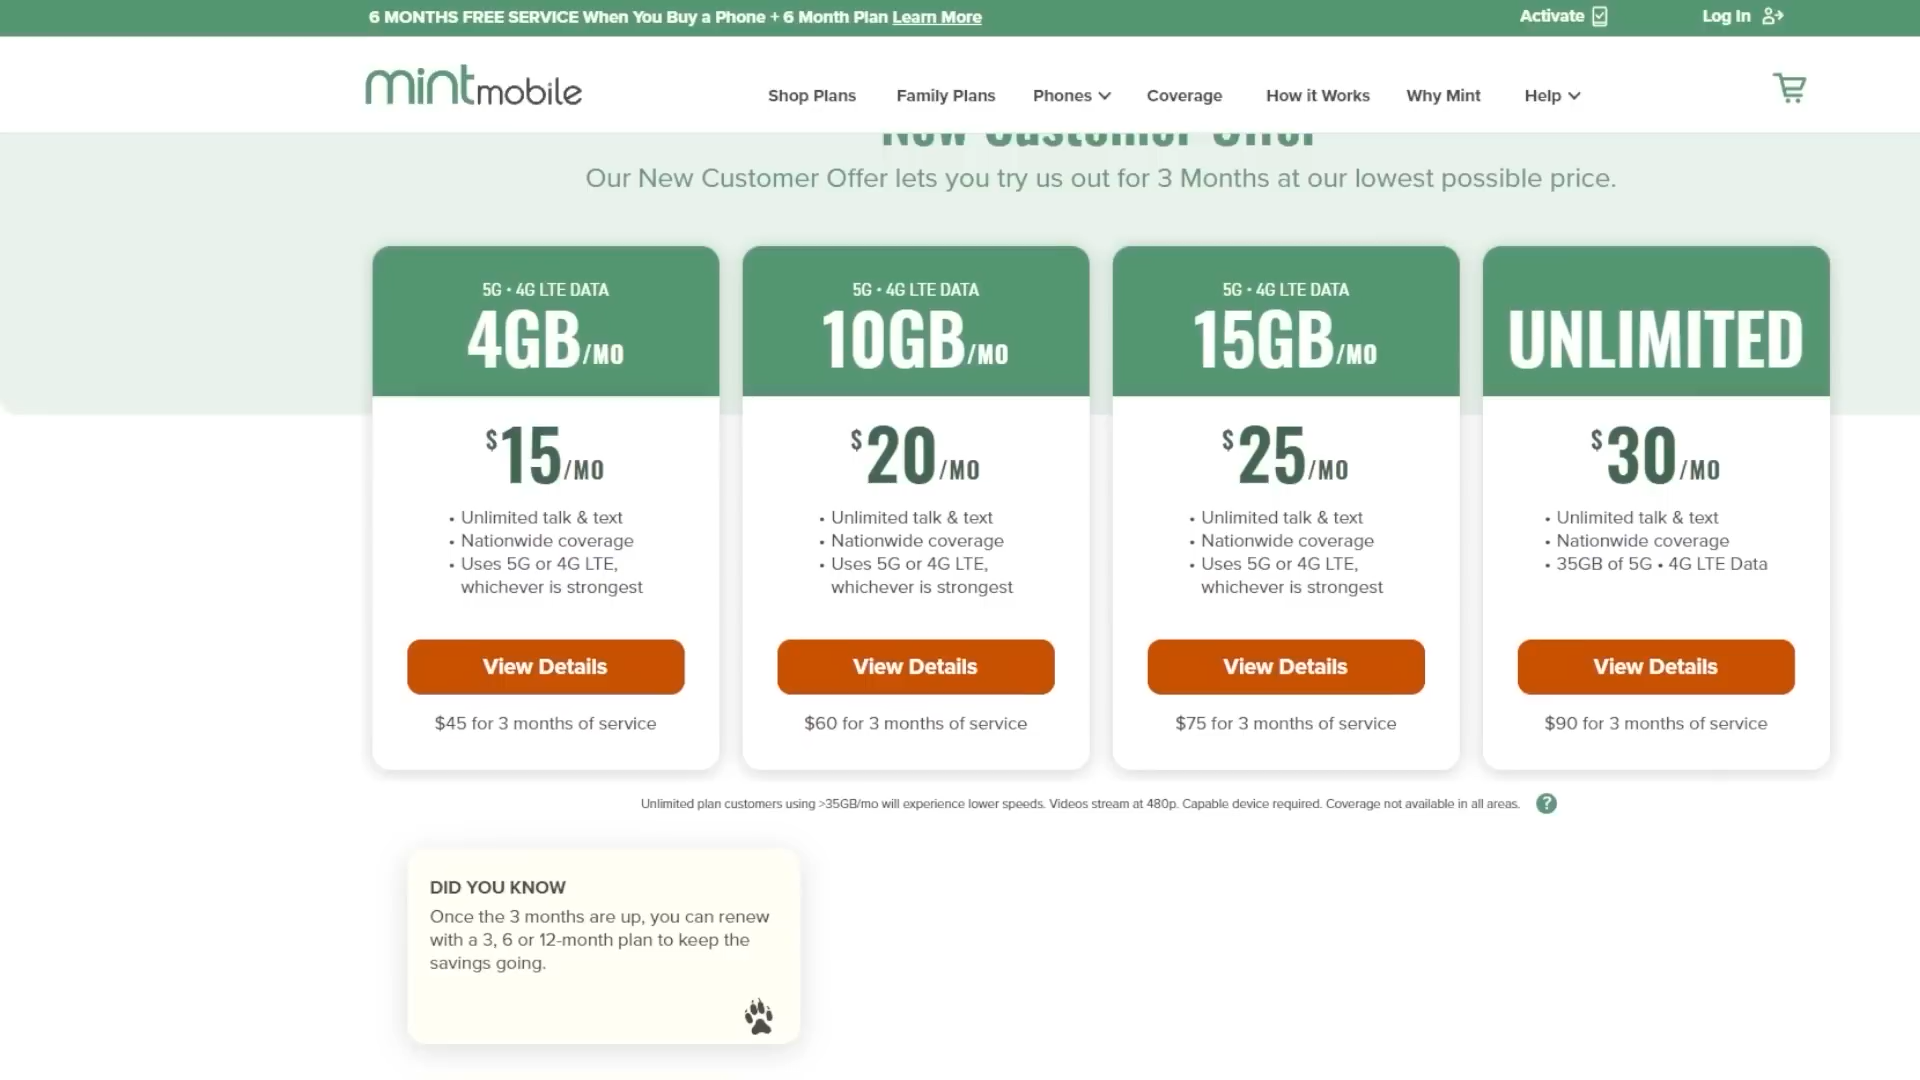 6 MONTHS FREE SERVICE When You Buy a Phone + 6 Month Plan Learn More
Activate
Log In
mintmobile
Shop Plans
Family Plans
Phones
Coverage
How it Works
Why Mint
Help
New Customer Offer
Our New Customer Offer lets you try us out for 3 Months at our lowest possible price.
5G • 4G LTE DATA
4GB/MO
$15/MO
• Unlimited talk & text
• Nationwide coverage
• Uses 5G or 4G LTE,
whichever is strongest
View Details
$45 for 3 months of service
5G • 4G LTE DATA
10GB/MO
$20/MO
• Unlimited talk & text
• Nationwide coverage
• Uses 5G or 4G LTE,
whichever is strongest
View Details
$60 for 3 months of service
5G • 4G LTE DATA
15GB/MO
$25/MO
• Unlimited talk & text
• Nationwide coverage
• Uses 5G or 4G LTE,
whichever is strongest
View Details
$75 for 3 months of service
UNLIMITED
$30/MO
• Unlimited talk & text
• Nationwide coverage
• 35GB of 5G • 4G LTE Data
View Details
$90 for 3 months of service
Unlimited plan customers using >35GB/mo will experience lower speeds. Videos stream at 480p. Capable device required. Coverage not available in all areas. ?
DID YOU KNOW
Once the 3 months are up, you can renew
with a 3, 6 or 12-month plan to keep the
savings going.